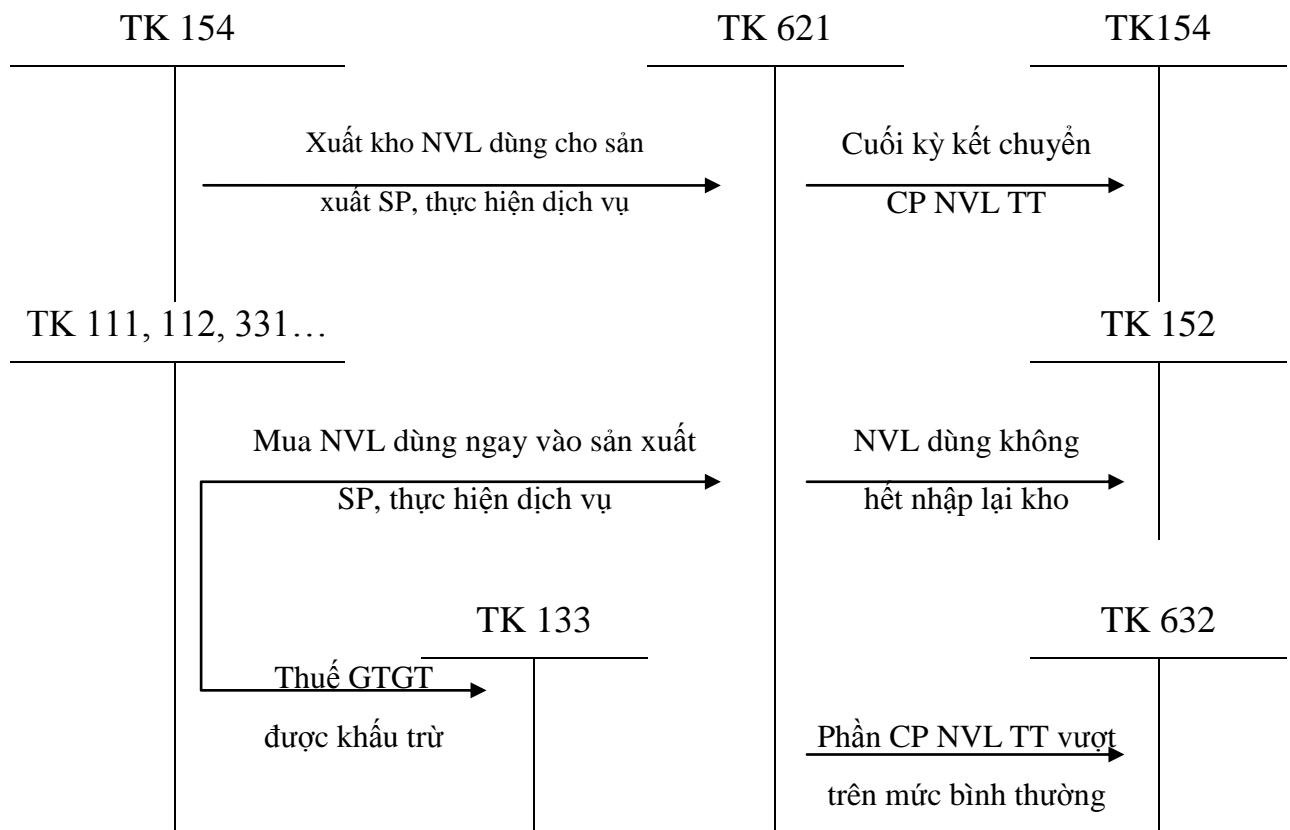 TK 154
TK 621
TK154
Xuất kho NVL dùng cho sản
xuất SP, thực hiện dịch vụ
Cuối kỳ kết chuyển
CP NVL TT
TK 111, 112, 331…
TK 152
Mua NVL dùng ngay vào sản xuất
SP, thực hiện dịch vụ
NVL dùng không
hết nhập lại kho
TK 133
TK 632
Thuế GTGT
được khấu trừ
Phần CP NVL TT vượt
trên mức bình thường